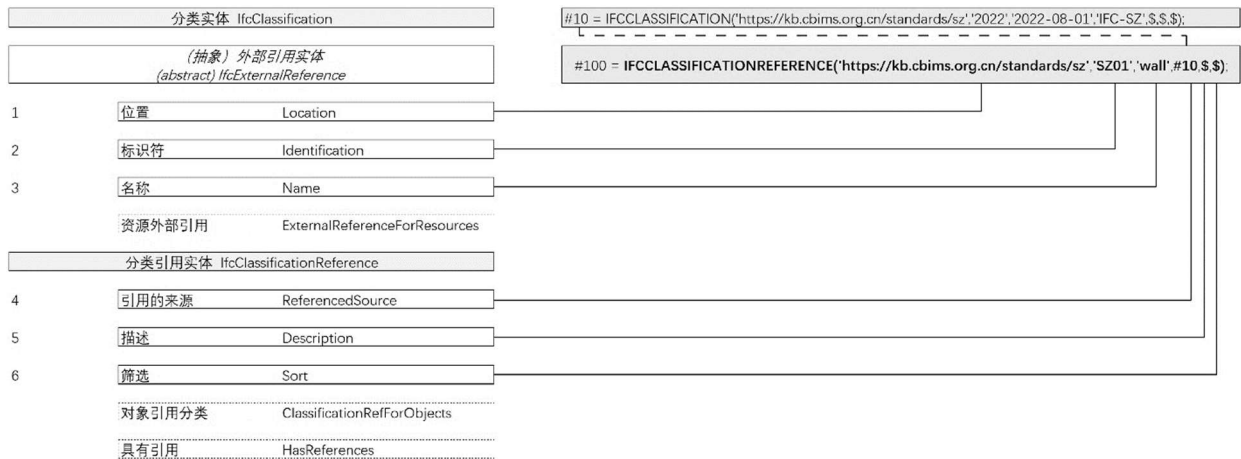 分类实体 IfcClassification
#10 = IFCCLASSIFICATION('https://kb.cbims.org.cn/standards/sz','2022','2022-08-01','IFC-SZ',$,$,$);
（抽象）外部引用实体
(abstract) IfcExternalReference
#100 = IFCCLASSIFICATIONREFERENCE('https://kb.cbims.org.cn/standards/sz','SZ01','wall',#10,$,$);
1 位置 Location
2 标识符 Identification
3 名称 Name
资源外部引用 ExternalReferenceForResources
分类引用实体 IfcClassificationReference
4 引用的来源 ReferencedSource
5 描述 Description
6 筛选 Sort
对象引用分类 ClassificationRefForObjects
具有引用 HasReferences